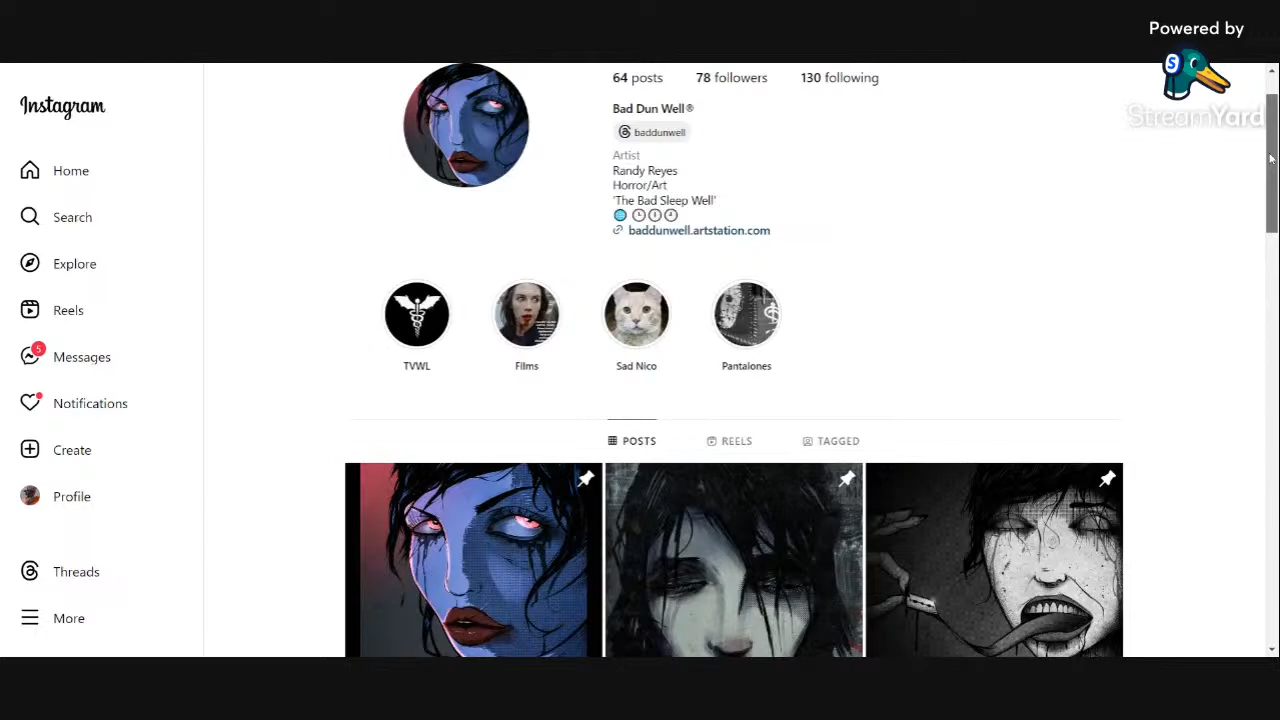 Powered by
StreamYard
Instagram
Home
Search
Explore
Reels
5
Messages
Notifications
Create
Profile
Threads
More
64 posts 78 followers 130 following
Bad Dun Well®
baddunwell
Artist
Randy Reyes
Horror/Art
'The Bad Sleep Well'
baddunwell.artstation.com
TVWL Films Sad Nico Pantalones
POSTS REELS TAGGED